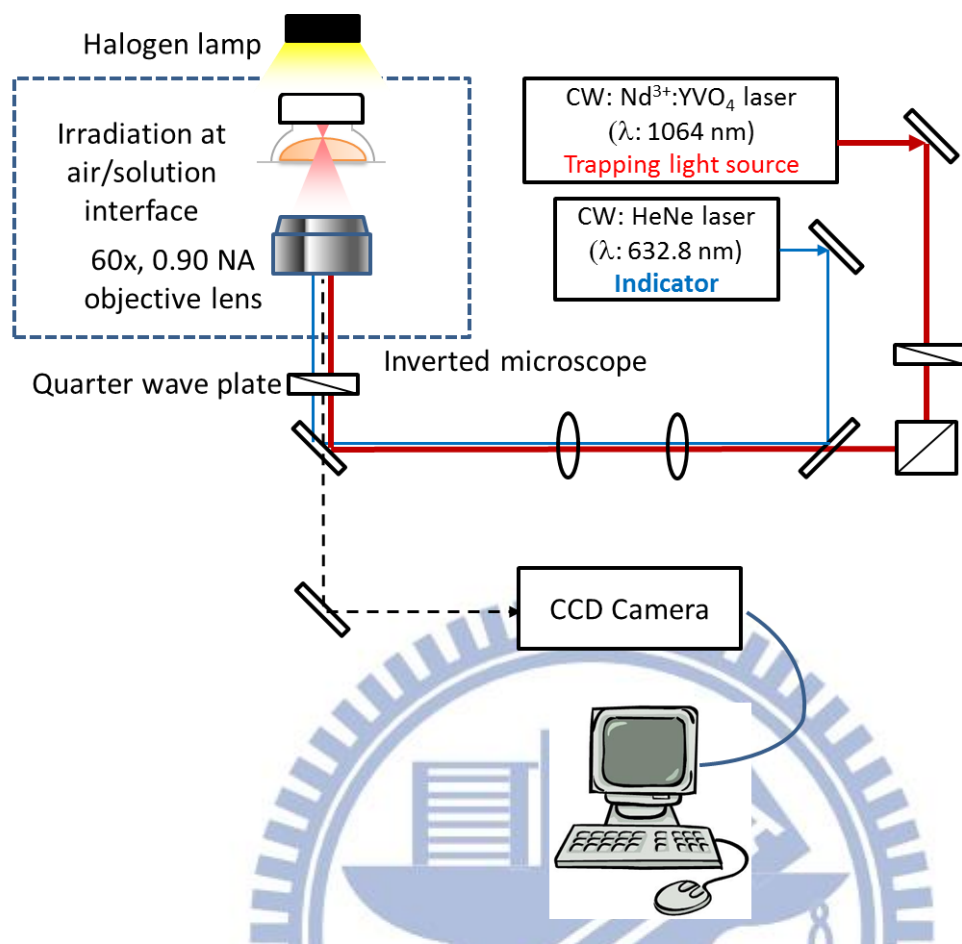 Halogen lamp
Irradiation at
air/solution
interface
60x, 0.90 NA
objective lens
CW: Nd³⁺:YVO₄ laser
(λ: 1064 nm)
Trapping light source
CW: HeNe laser
(λ: 632.8 nm)
Indicator
Inverted microscope
Quarter wave plate
CCD Camera